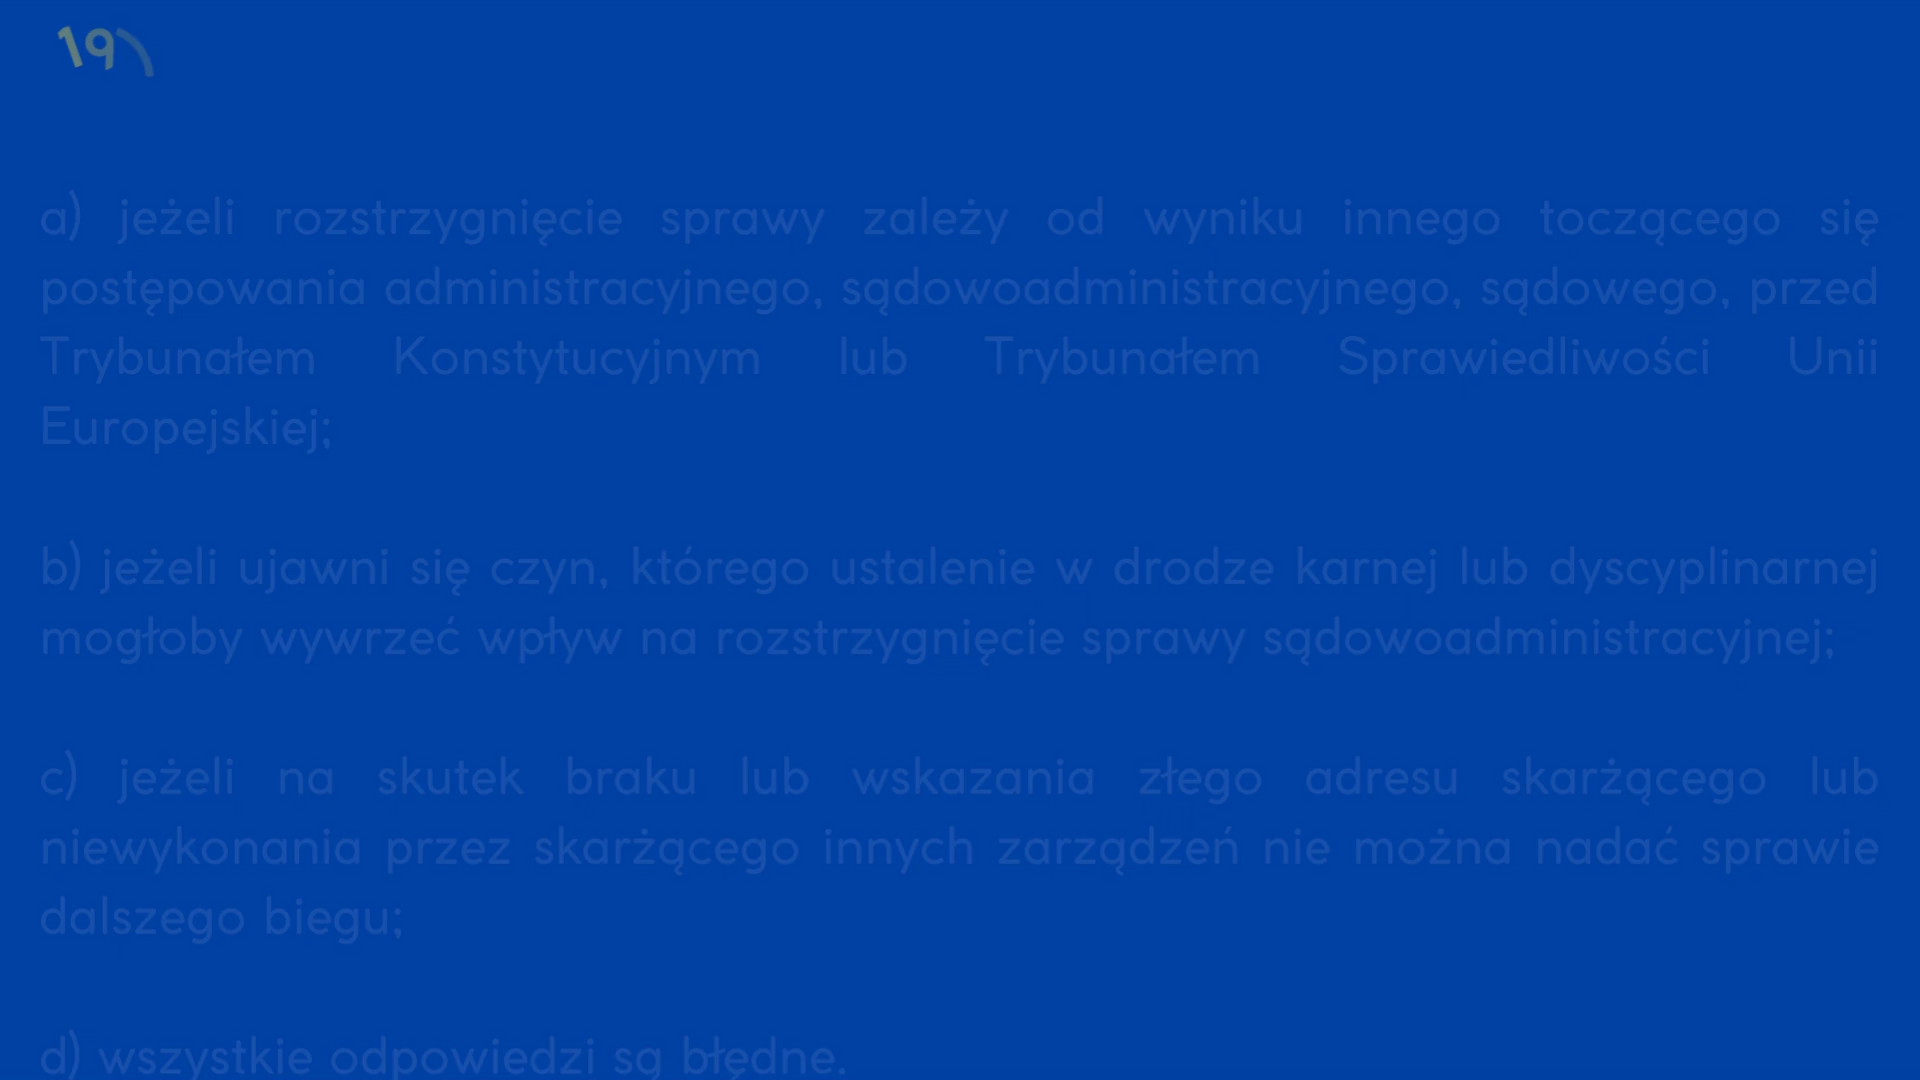 19)
a) jeżeli rozstrzygnięcie sprawy zależy od wyniku innego toczącego się
postępowania administracyjnego, sądowoadministracyjnego, sądowego, przed
Trybunałem Konstytucyjnym lub Trybunałem Sprawiedliwości Unii
Europejskiej;
b) jeżeli ujawni się czyn, którego ustalenie w drodze karnej lub dyscyplinarnej
mogłoby wywrzeć wpływ na rozstrzygnięcie sprawy sądowoadministracyjnej;
c) jeżeli na skutek braku lub wskazania złego adresu skarżącego lub
niewykonania przez skarżącego innych zarządzeń nie można nadać sprawie
dalszego biegu;
d) wszystkie odpowiedzi są błędne.